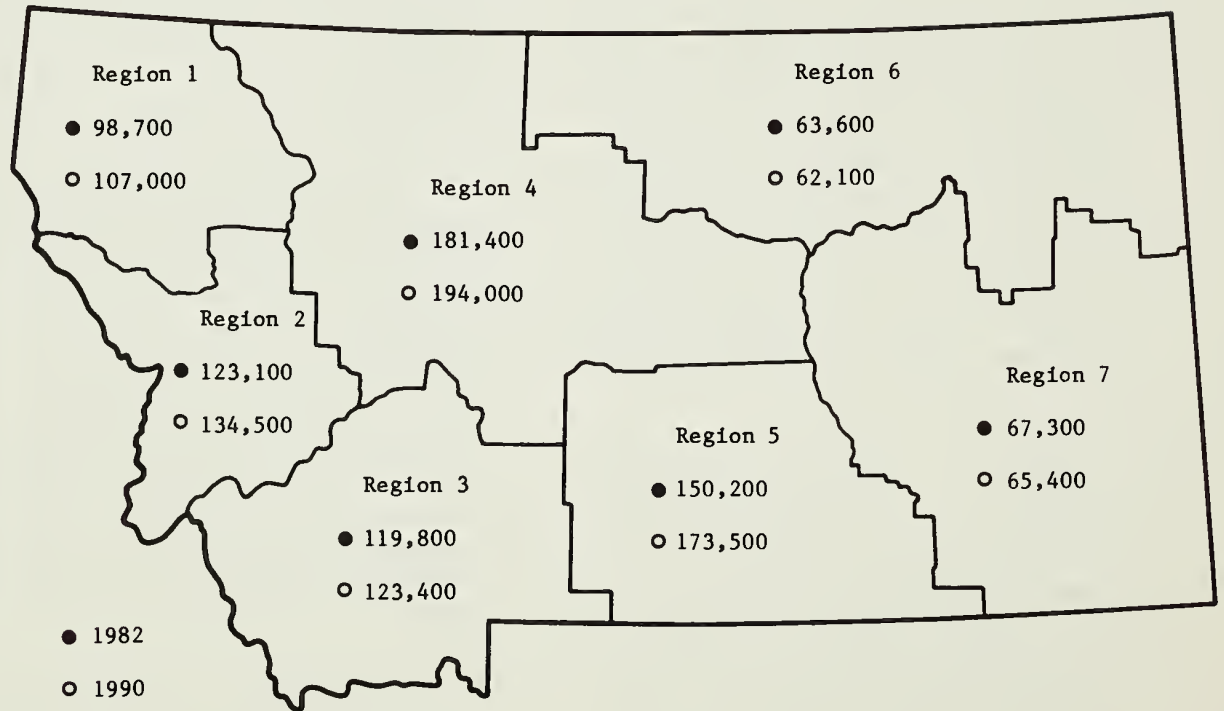 Region 1
● 98,700
○ 107,000
Region 6
● 63,600
○ 62,100
Region 4
● 181,400
○ 194,000
Region 2
● 123,100
○ 134,500
Region 7
● 67,300
○ 65,400
Region 5
● 150,200
○ 173,500
Region 3
● 119,800
○ 123,400
● 1982
○ 1990